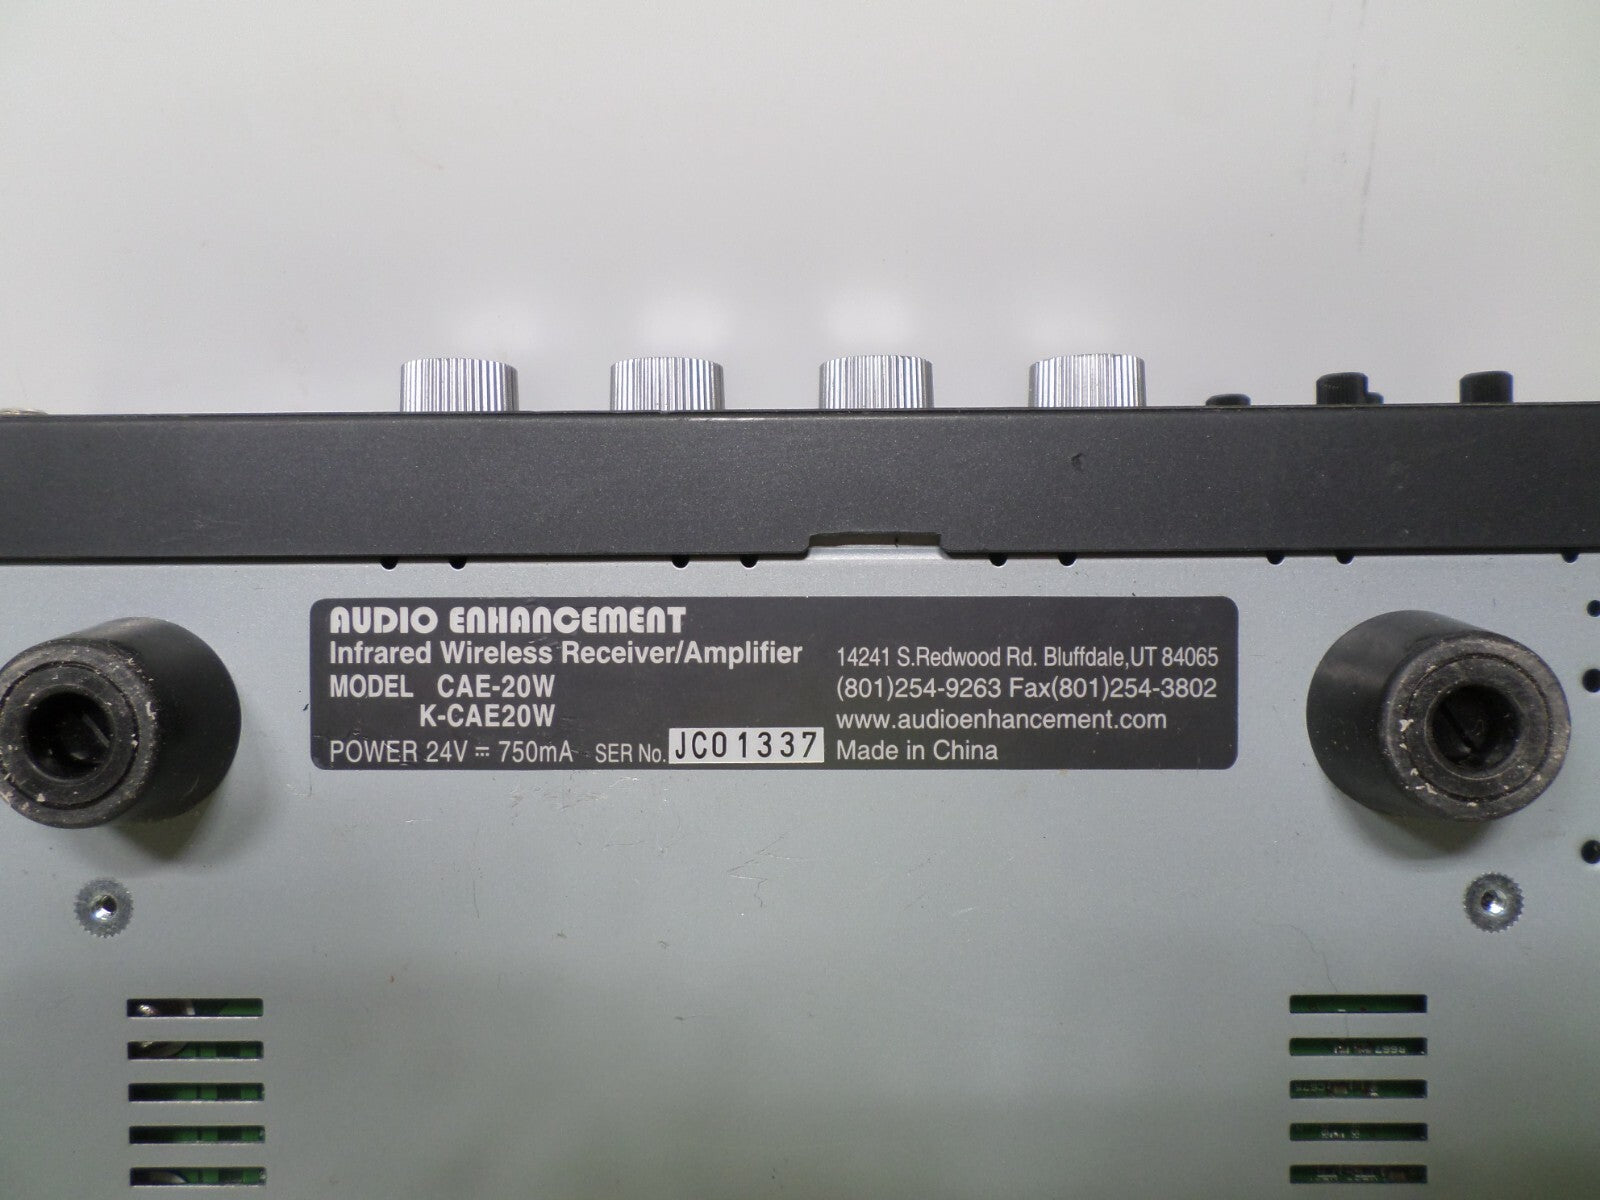 AUDIO ENHANCEMENT
Infrared Wireless Receiver/Amplifier
MODEL CAE-20W
K-CAE20W
POWER 24V ⎓ 750mA SER No. JC01337
14241 S.Redwood Rd. Bluffdale,UT 84065
(801)254-9263 Fax(801)254-3802
www.audioenhancement.com
Made in China